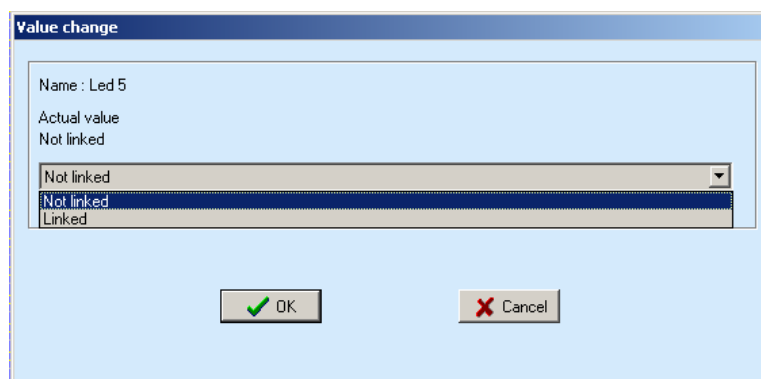 Value change
Name : Led 5
Actual value
Not linked
Not linked
Not linked
Linked
OK
Cancel